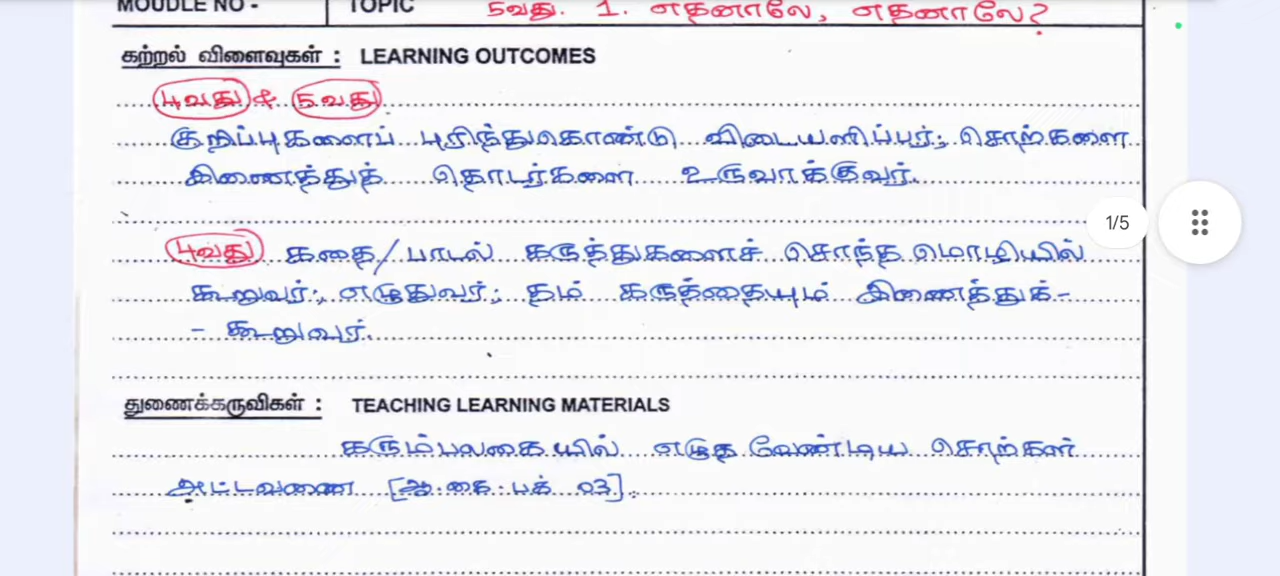 MOUDLE NO - TOPIC 5வது. 1. எதனாலே, எதனாலே?
கற்றல் விளைவுகள் : LEARNING OUTCOMES
4வது & 5வது
குறிப்புகளைப் புரிந்துகொண்டு விடையளிப்பர்; சொற்களை
இணைத்துத் தொடர்களை உருவாக்குவர்.
4வது கதை/பாடல் கருத்துகளைச் சொந்த மொழியில்
கூறுவர்; எழுதுவர்; தம் கருத்தையும் இணைத்துக்-
- கூறுவர்.
துணைக்கருவிகள் : TEACHING LEARNING MATERIALS
கரும்பலகையில் எழுத வேண்டிய சொற்கள்
அட்டவணை [ஆ.கை.பக் 03].
1/5